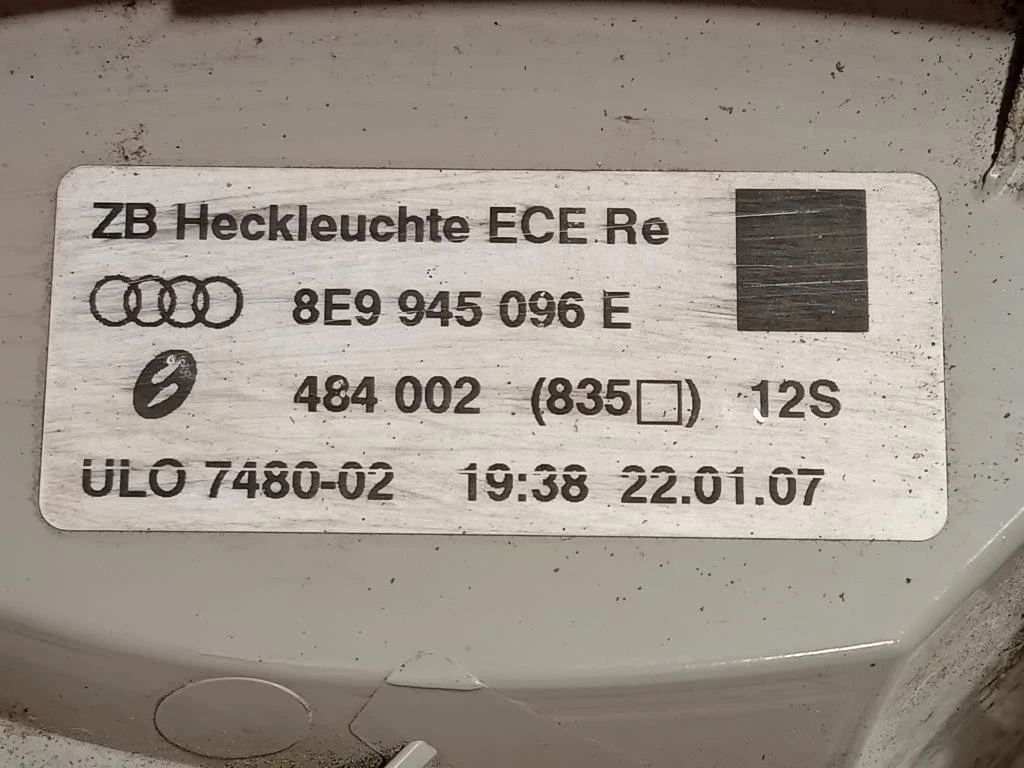 ZB Heckleuchte ECE Re
8E9 945 096 E
484 002 (835□) 12S
ULO 7480-02 19:38 22.01.07